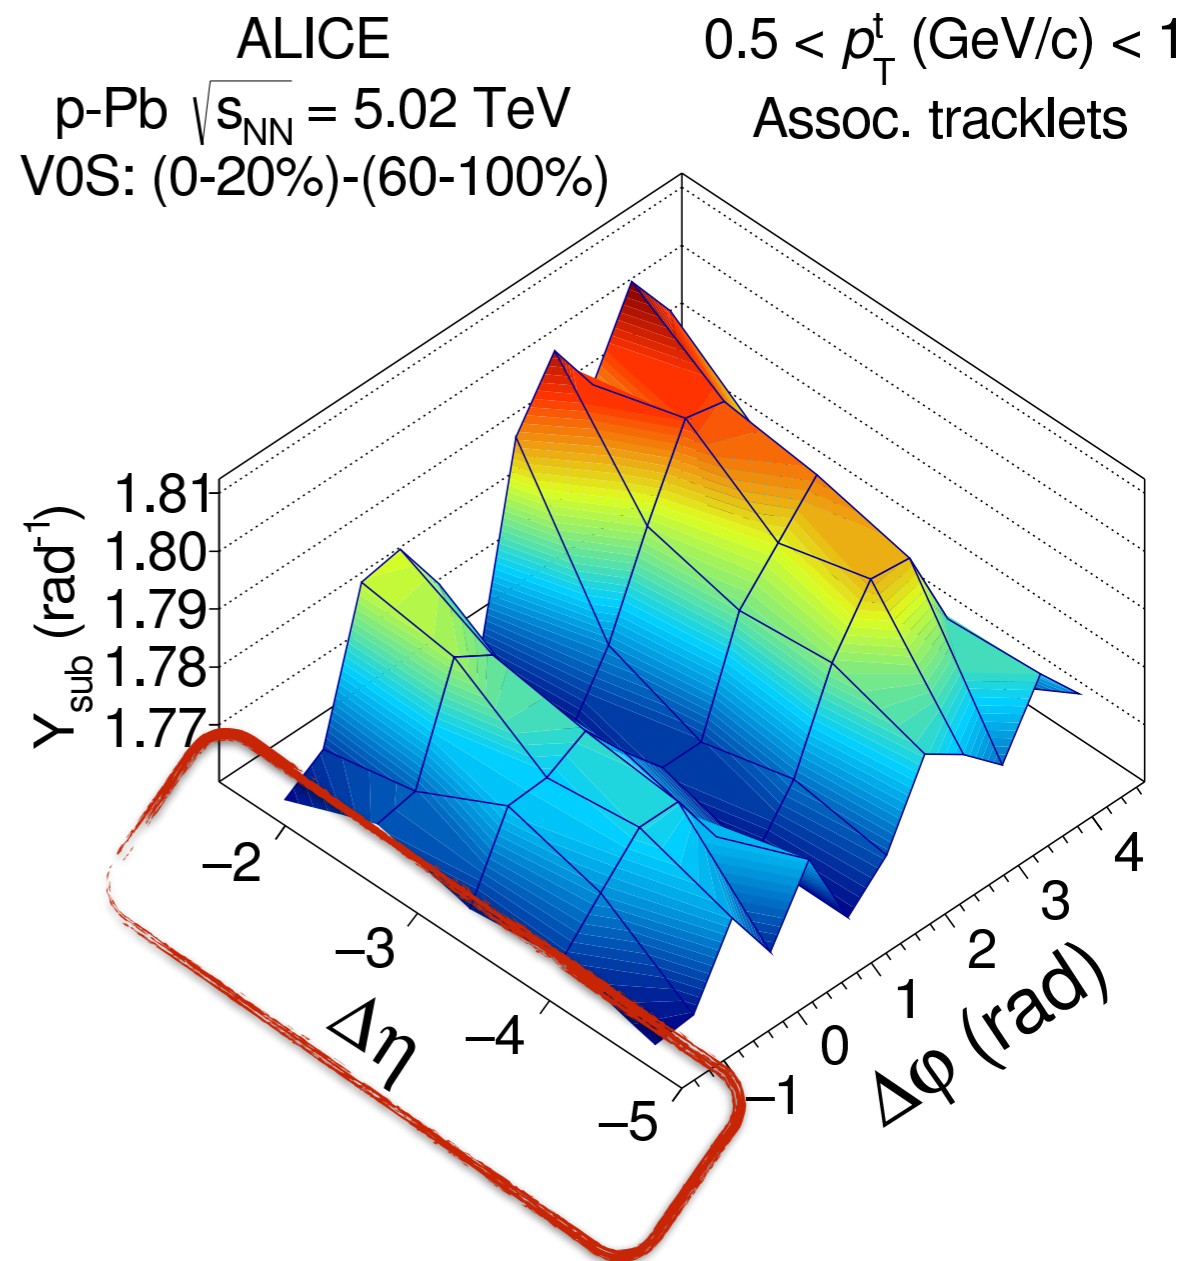 ALICE
p-Pb √sNN = 5.02 TeV
V0S: (0-20%)-(60-100%)
0.5 < pTt (GeV/c) < 1
Assoc. tracklets
Ysub (rad-1)
1.81
1.80
1.79
1.78
1.77
−2
−3
−4
−5
Δη
−1
0
1
2
3
4
Δφ (rad)